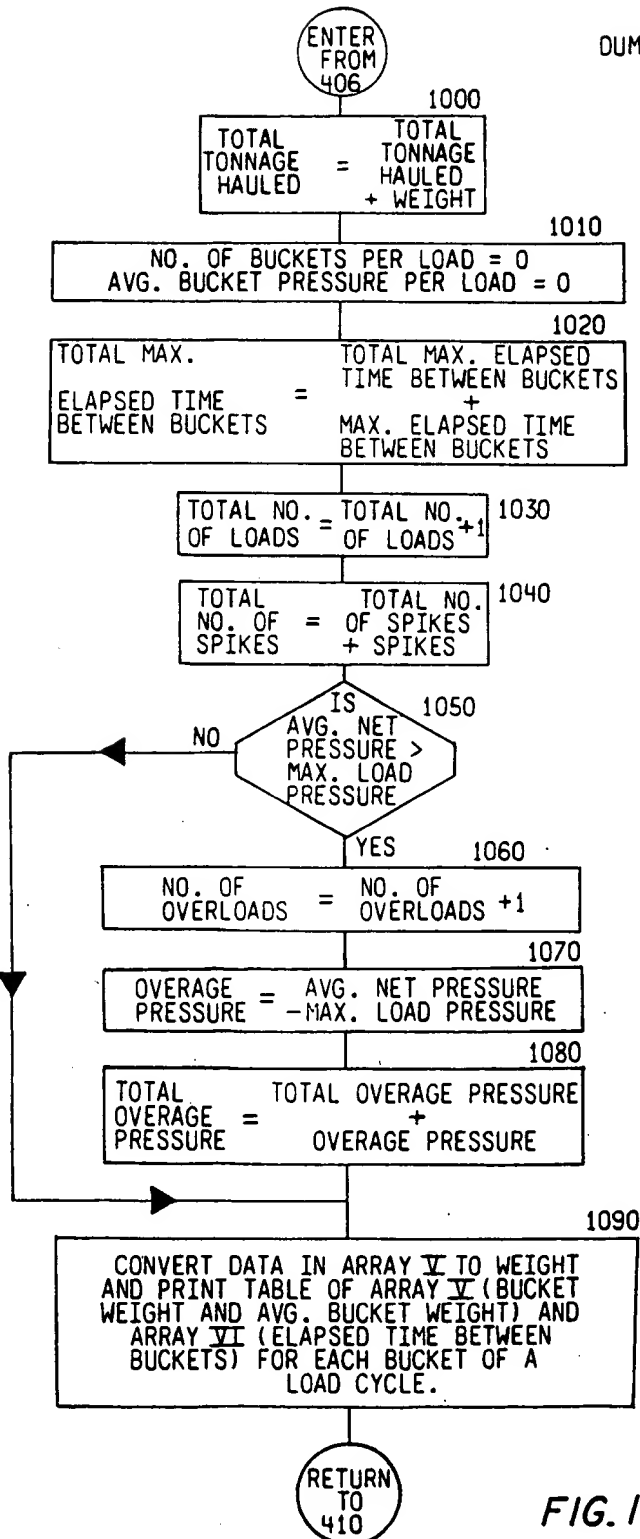 ENTER
FROM
406
DUM
1000
TOTAL
TONNAGE
HAULED
=
TOTAL
TONNAGE
HAULED
+ WEIGHT
1010
NO. OF BUCKETS PER LOAD = 0
AVG. BUCKET PRESSURE PER LOAD = 0
1020
TOTAL MAX.
ELAPSED TIME
BETWEEN BUCKETS
=
TOTAL MAX. ELAPSED
TIME BETWEEN BUCKETS
+
MAX. ELAPSED TIME
BETWEEN BUCKETS
1030
TOTAL NO.
OF LOADS
=
TOTAL NO.
OF LOADS
+1
1040
TOTAL
NO. OF
SPIKES
=
TOTAL NO.
OF SPIKES
+ SPIKES
1050
IS
AVG. NET
PRESSURE >
MAX. LOAD
PRESSURE
NO
YES
1060
NO. OF
OVERLOADS
=
NO. OF
OVERLOADS
+1
1070
OVERAGE
PRESSURE
=
AVG. NET PRESSURE
-MAX. LOAD PRESSURE
1080
TOTAL
OVERAGE
PRESSURE
=
TOTAL OVERAGE PRESSURE
+
OVERAGE PRESSURE
1090
CONVERT DATA IN ARRAY V TO WEIGHT
AND PRINT TABLE OF ARRAY V (BUCKET
WEIGHT AND AVG. BUCKET WEIGHT) AND
ARRAY VI (ELAPSED TIME BETWEEN
BUCKETS) FOR EACH BUCKET OF A
LOAD CYCLE.
RETURN
TO
410
FIG. 1